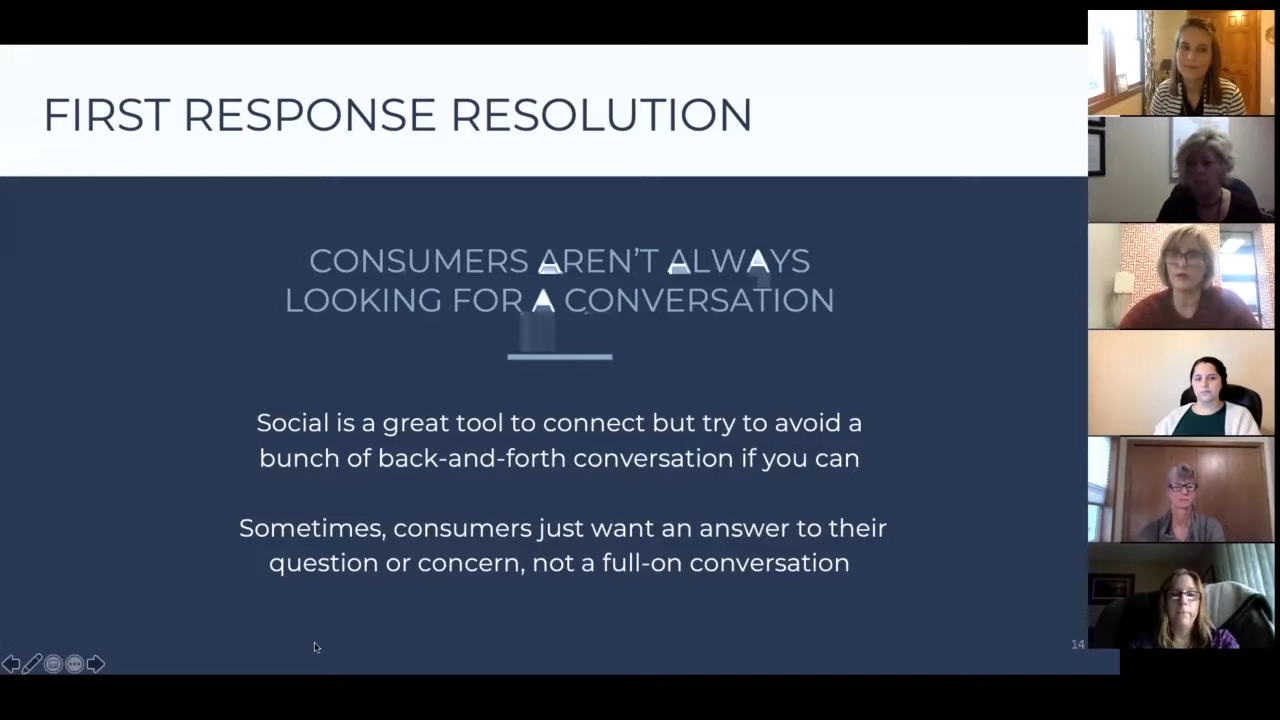 FIRST RESPONSE RESOLUTION
CONSUMERS AREN'T ALWAYS
LOOKING FOR A CONVERSATION
Social is a great tool to connect but try to avoid a
bunch of back-and-forth conversation if you can
Sometimes, consumers just want an answer to their
question or concern, not a full-on conversation
14